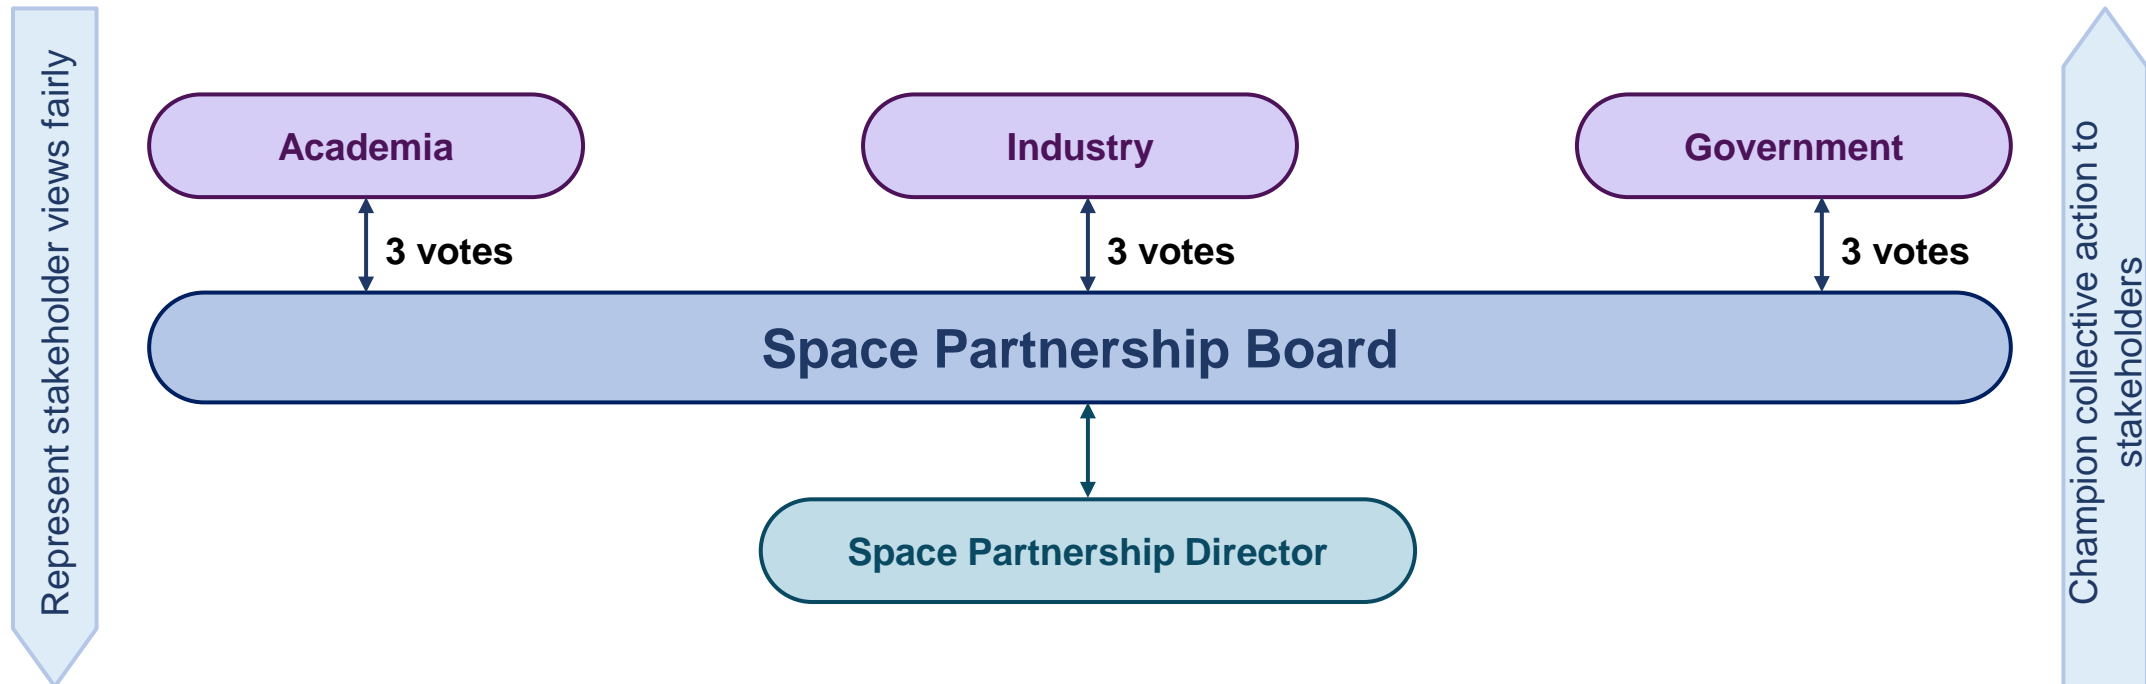 Represent stakeholder views fairly
Academia
Industry
Government
3 votes
3 votes
3 votes
Space Partnership Board
Space Partnership Director
Champion collective action to
stakeholders